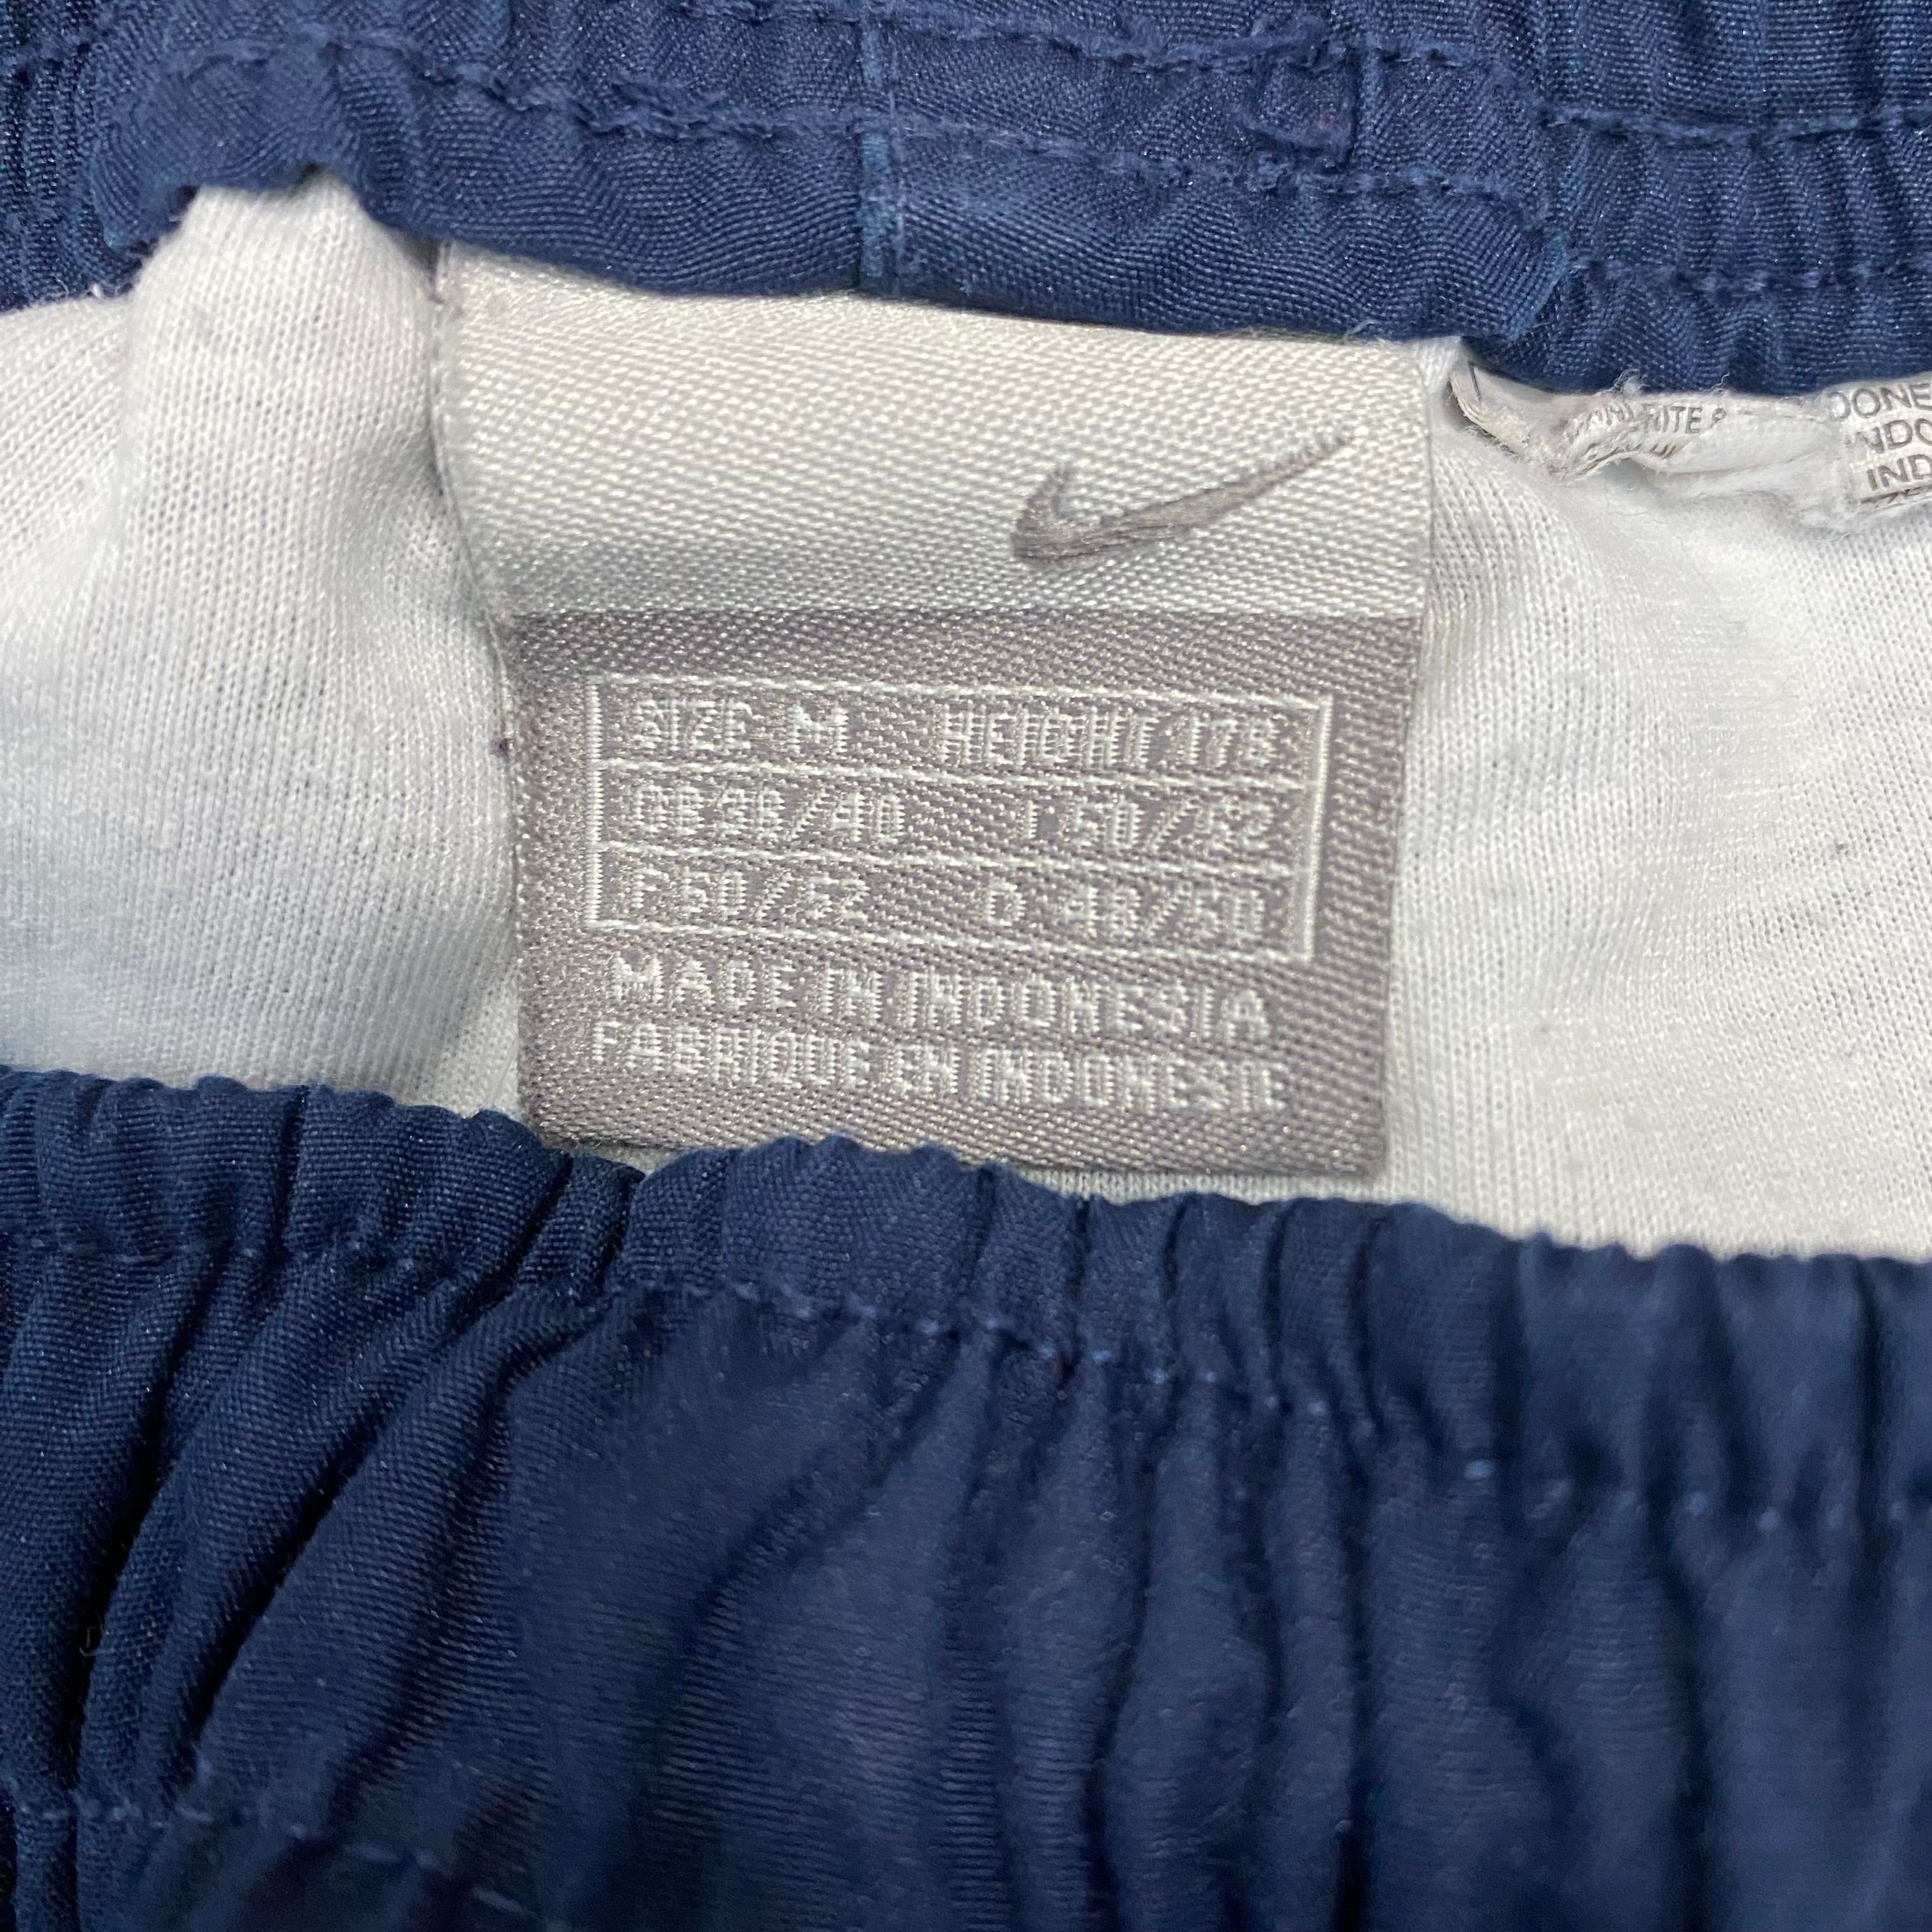 SIZE M HEIGHT 178
GB 38/40 I 50/52
F 50/52 D 48/50
MADE IN INDONESIA
FABRIQUE EN INDONESIE